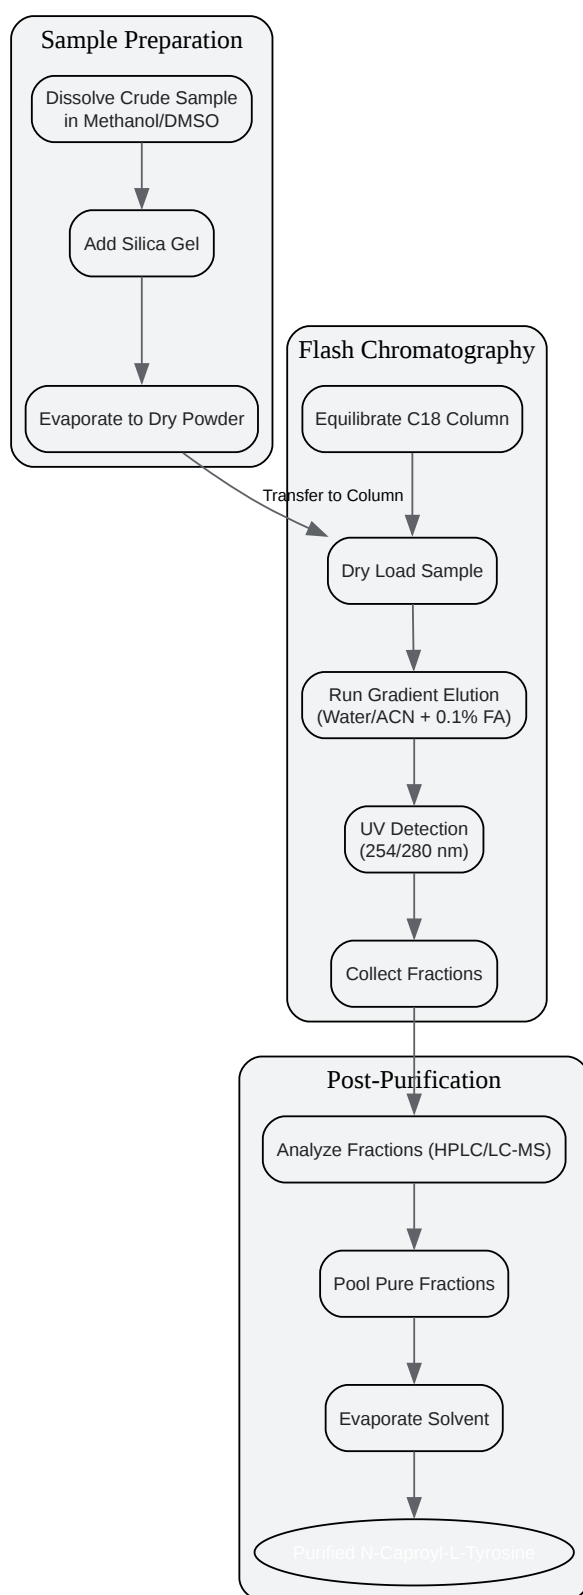 Sample Preparation
Dissolve Crude Sample
in Methanol/DMSO
Add Silica Gel
Evaporate to Dry Powder
Flash Chromatography
Equilibrate C18 Column
Transfer to Column
Dry Load Sample
Run Gradient Elution
(Water/ACN + 0.1% FA)
UV Detection
(254/280 nm)
Collect Fractions
Post-Purification
Analyze Fractions (HPLC/LC-MS)
Pool Pure Fractions
Evaporate Solvent
Purified N-Caproyl-L-Tyrosine